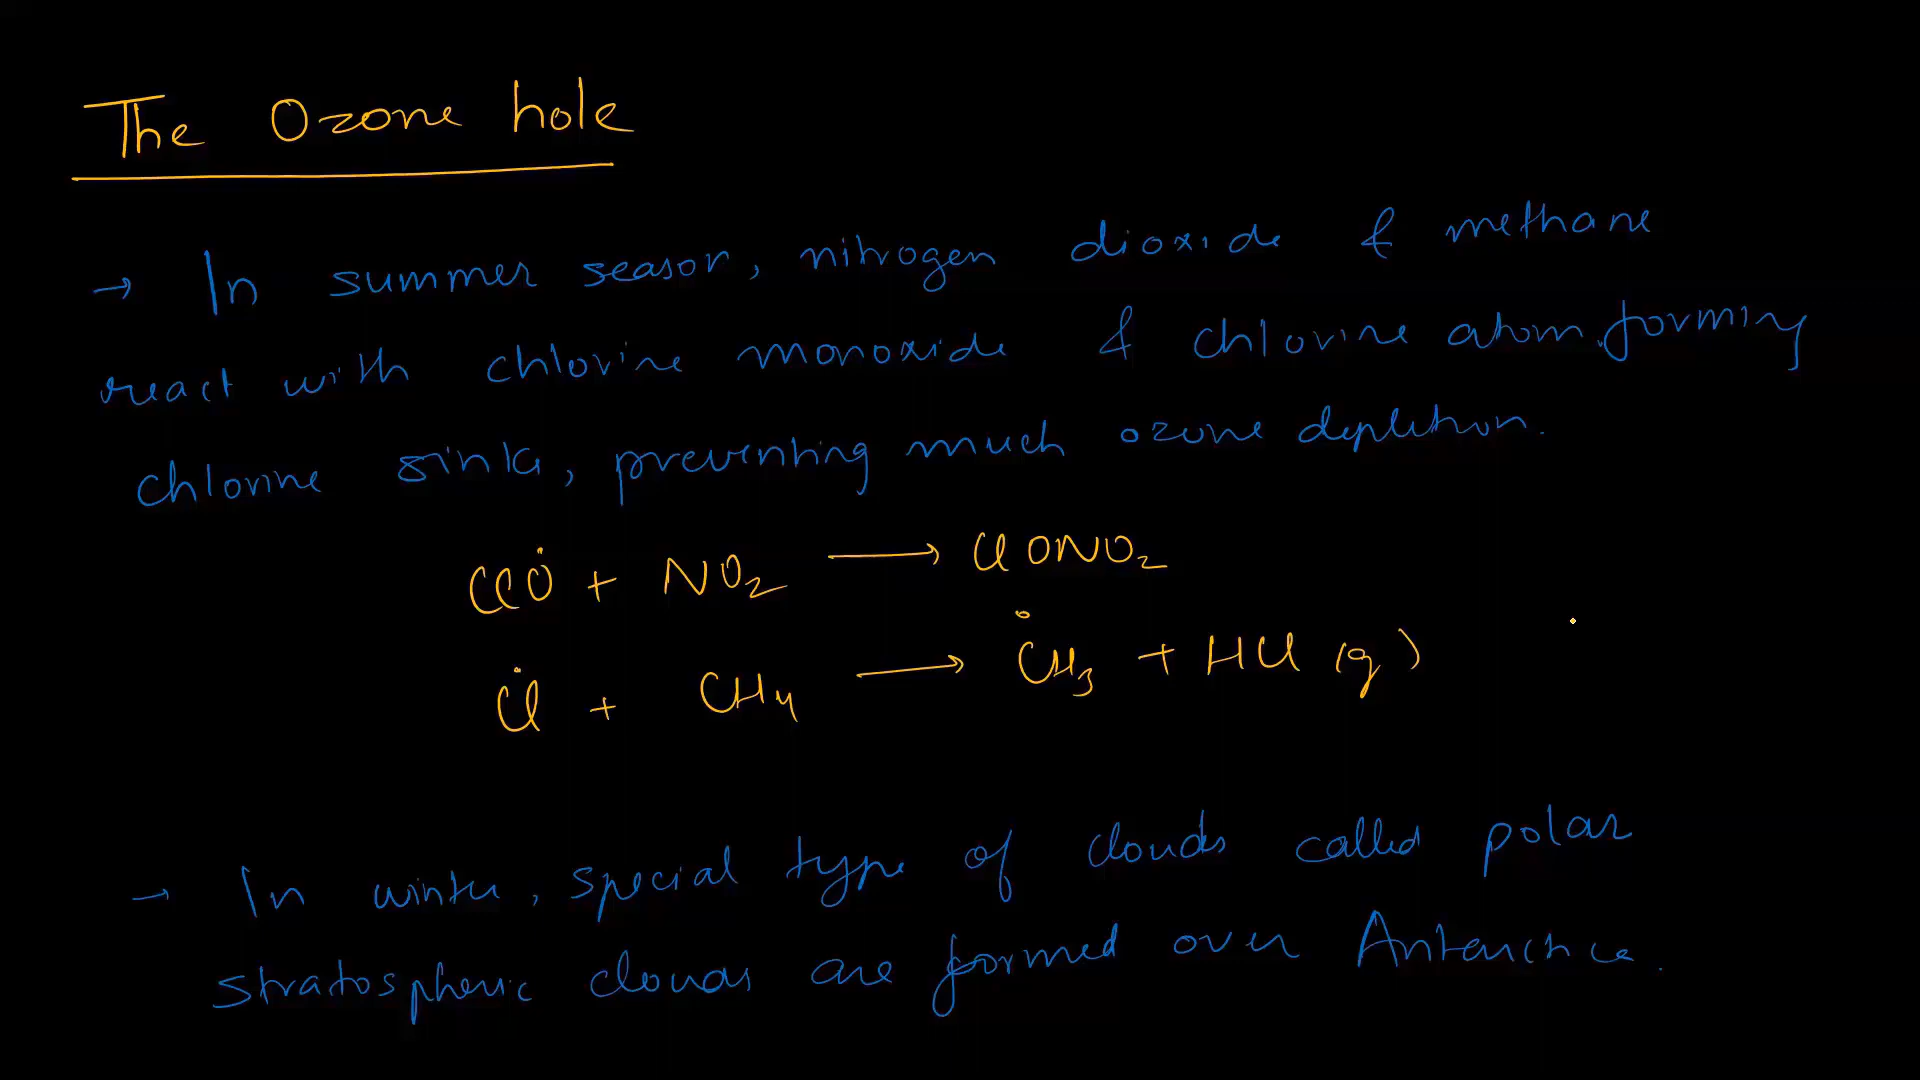 The Ozone hole
→ In summer season, nitrogen dioxide & methane
react with chlorine monoxide & chlorine atom forming
chlorine sinks, preventing much ozone depletion.
ClȮ + NO₂ ⟶ ClONO₂
Cl̇ + CH₄ ⟶ ĊH₃ + HCl (g)
→ In winter, special type of clouds called polar
stratospheric clouds are formed over Antarctica.